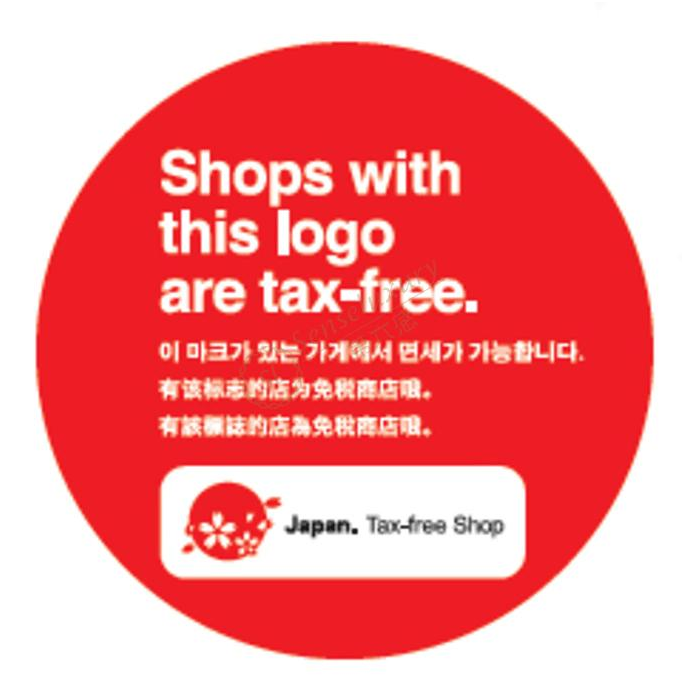 Shops with
this logo
are tax-free.
이 마크가 있는 가게에서 면세가 가능합니다.
有该标志的店为免税商店哦。
有該標誌的店為免稅商店哦。
Japan. Tax-free Shop